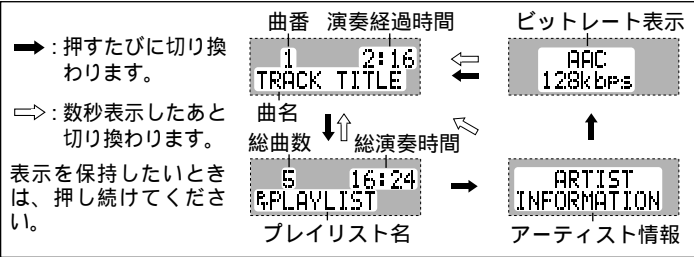 ➡：押すたびに切り換
わります。
⇨：数秒表示したあと
切り換わります。
表示を保持したいとき
は、押し続けてくださ
い。
曲番 演奏経過時間
1 2:16
TRACK TITLE
曲名
ビットレート表示
AAC
128kbps
総曲数 総演奏時間
5 16:24
PLAYLIST
プレイリスト名
ARTIST
INFORMATION
アーティスト情報